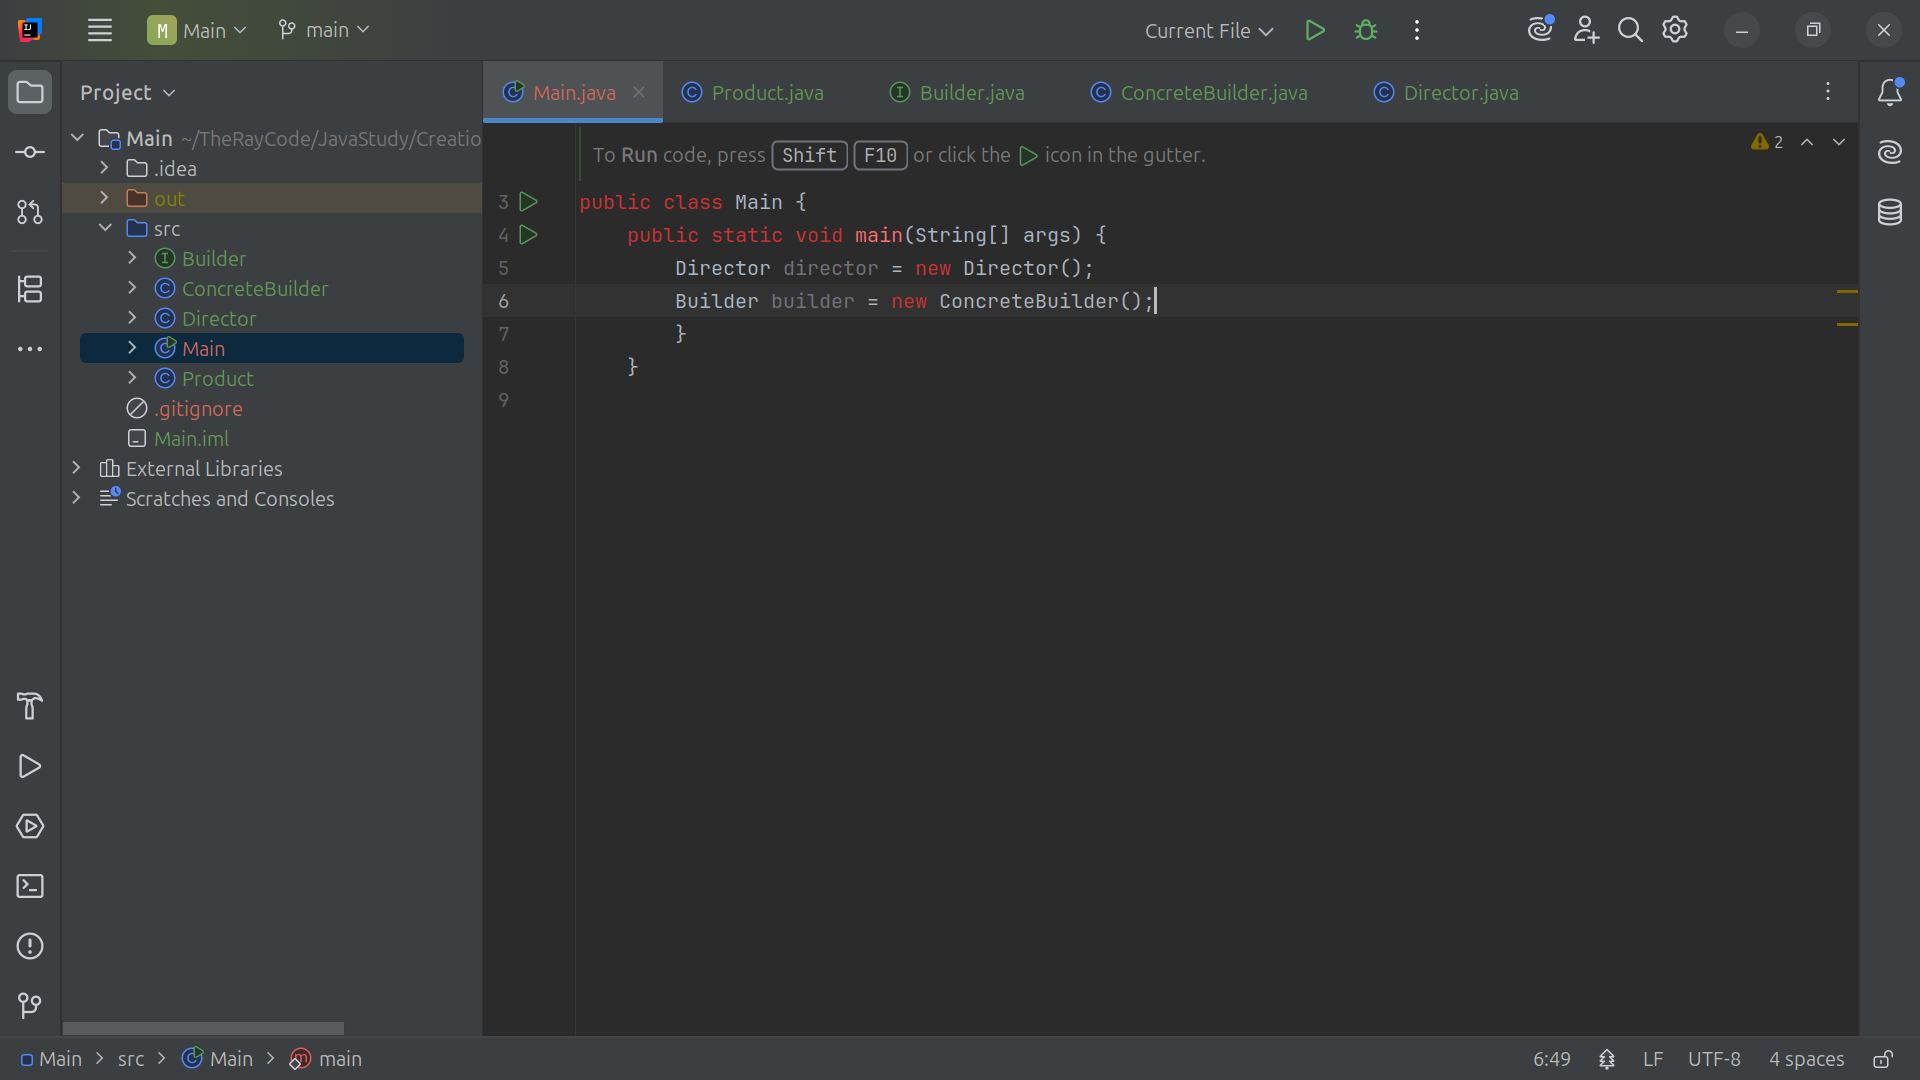 M Main main Current File
Project
Main ~/TheRayCode/JavaStudy/Creatio
.idea
out
src
Builder
ConcreteBuilder
Director
Main
Product
.gitignore
Main.iml
External Libraries
Scratches and Consoles
Main.java Product.java Builder.java ConcreteBuilder.java Director.java
To Run code, press Shift F10 or click the icon in the gutter.
2
3 public class Main {
4 public static void main(String[] args) {
5 Director director = new Director();
6 Builder builder = new ConcreteBuilder();
7 }
8 }
9
Main > src > Main > main 6:49 LF UTF-8 4 spaces